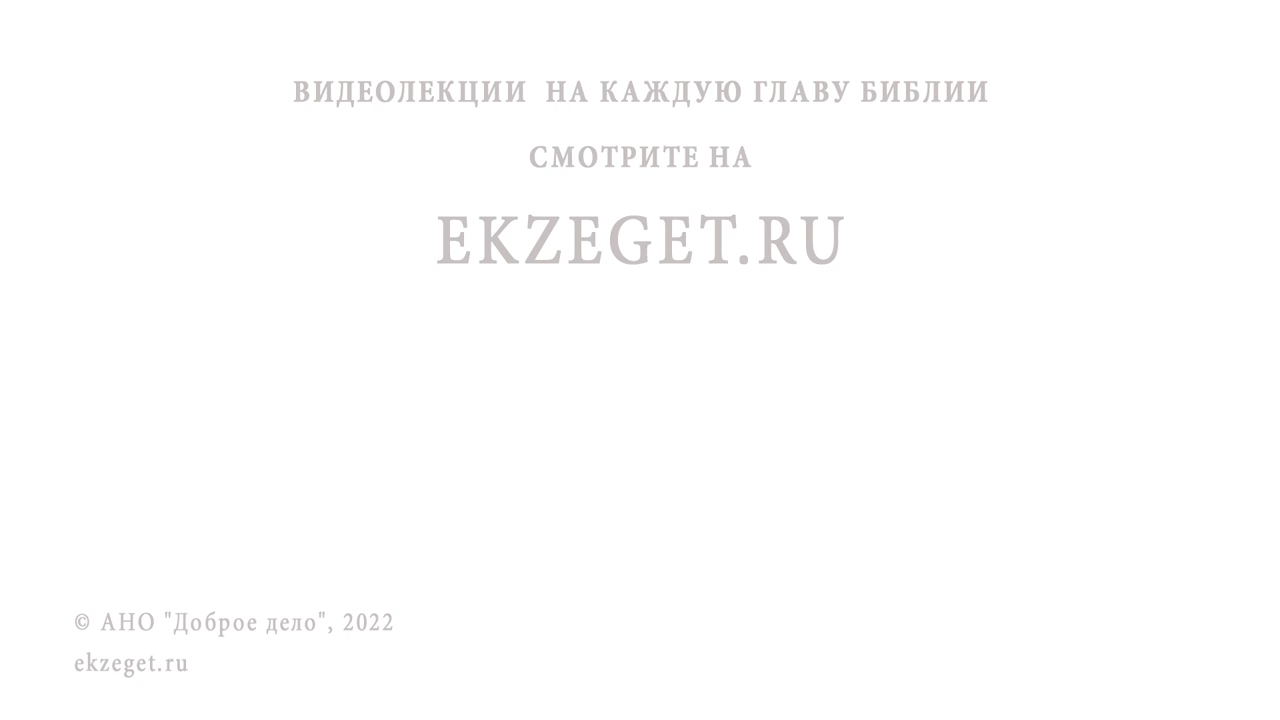 ВИДЕОЛЕКЦИИ НА КАЖДУЮ ГЛАВУ БИБЛИИ
СМОТРИТЕ НА
EKZEGET.RU
© АНО "Доброе дело", 2022
ekzeget.ru